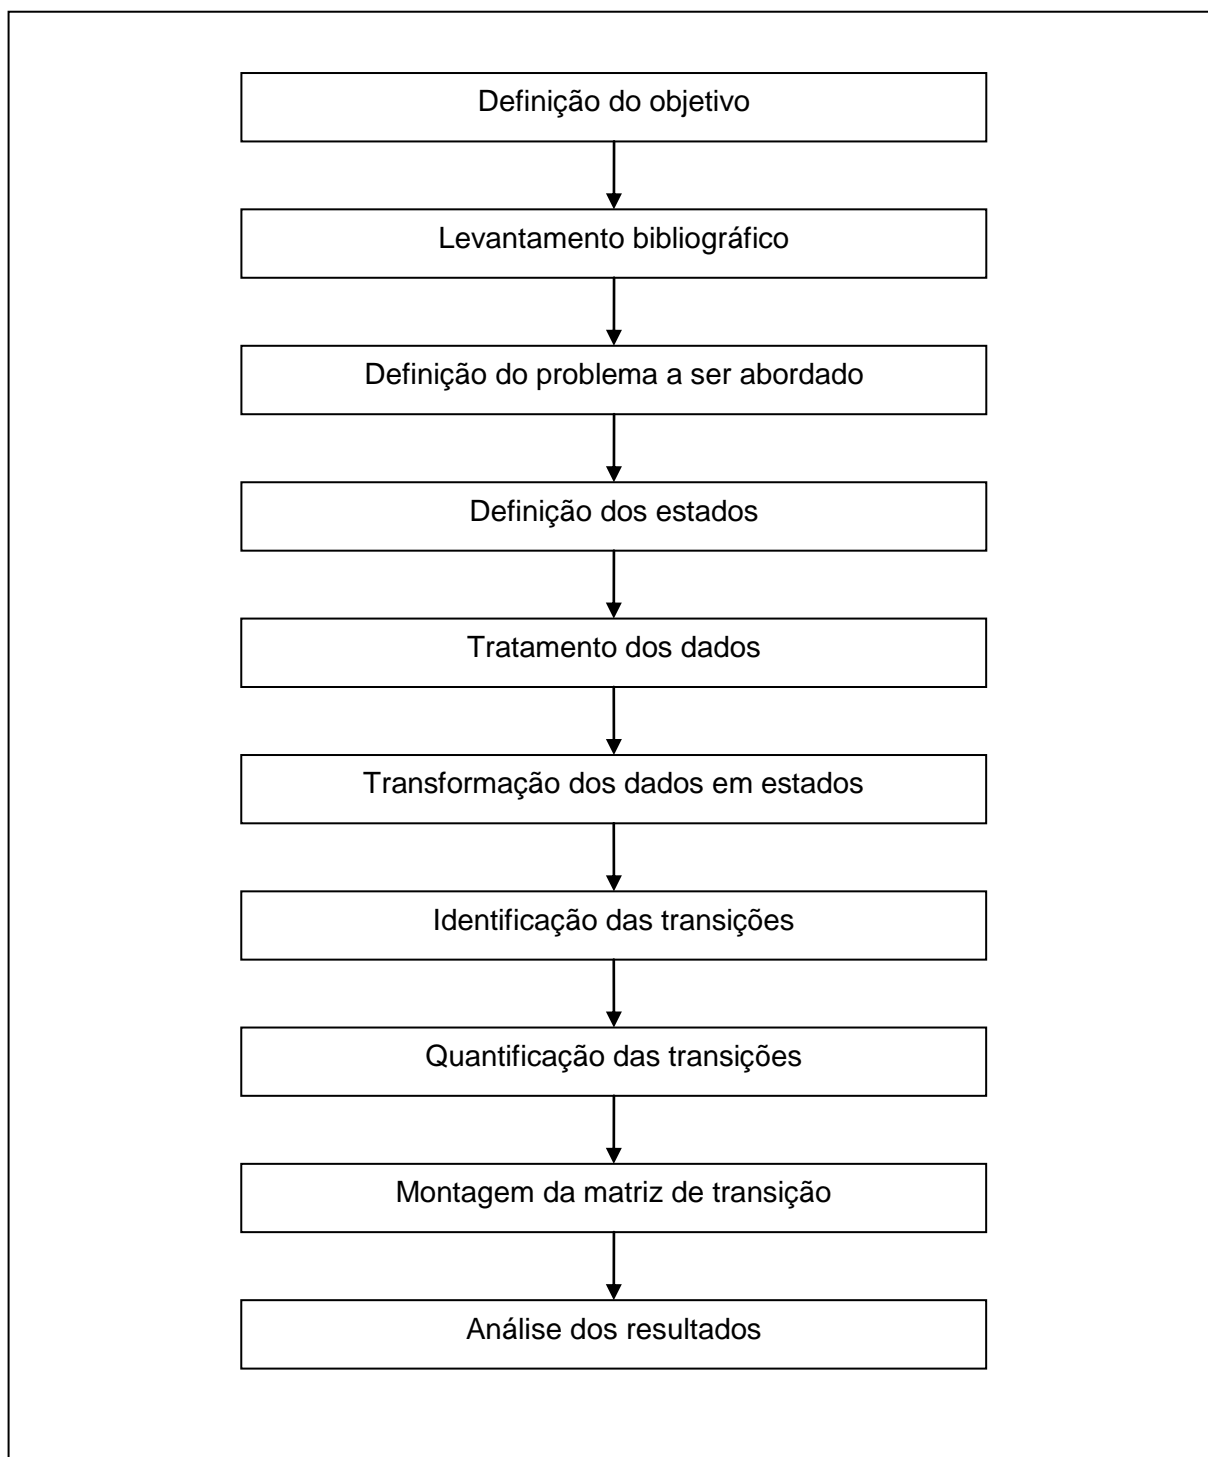 Definição do objetivo
Levantamento bibliográfico
Definição do problema a ser abordado
Definição dos estados
Tratamento dos dados
Transformação dos dados em estados
Identificação das transições
Quantificação das transições
Montagem da matriz de transição
Análise dos resultados